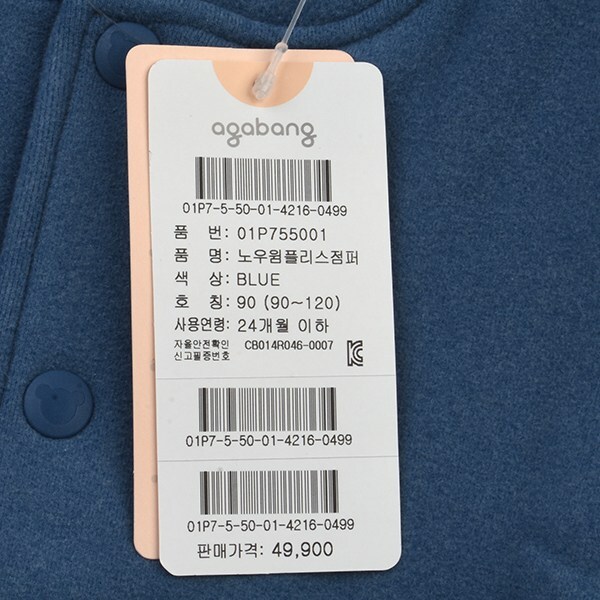 agabang
01P7-5-50-01-4216-0499
품 번: 01P755001
품 명: 노우웜플리스점퍼
색 상: BLUE
호 칭: 90 (90~120)
사용연령: 24개월 이하
자율안전확인
신고필증번호 CB014R046-0007
01P7-5-50-01-4216-0499
01P7-5-50-01-4216-0499
판매가격: 49,900